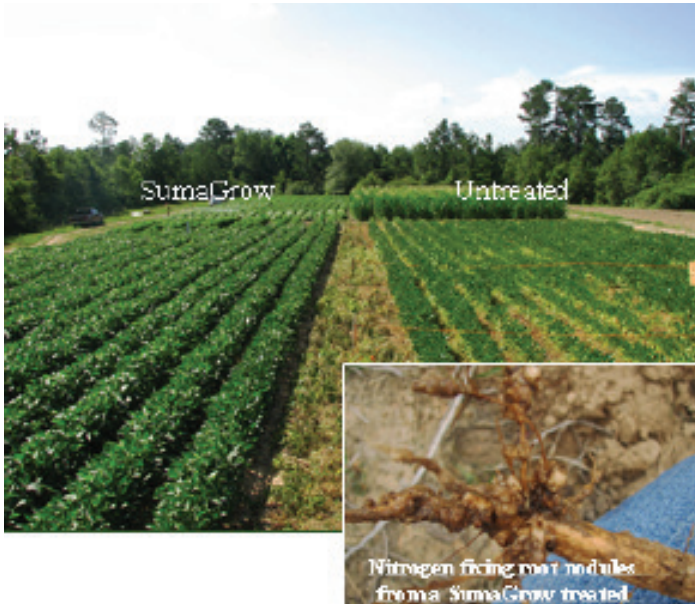 SumaGrow
Untreated
Nitrogen fixing root nodules
from a SumaGrow treated